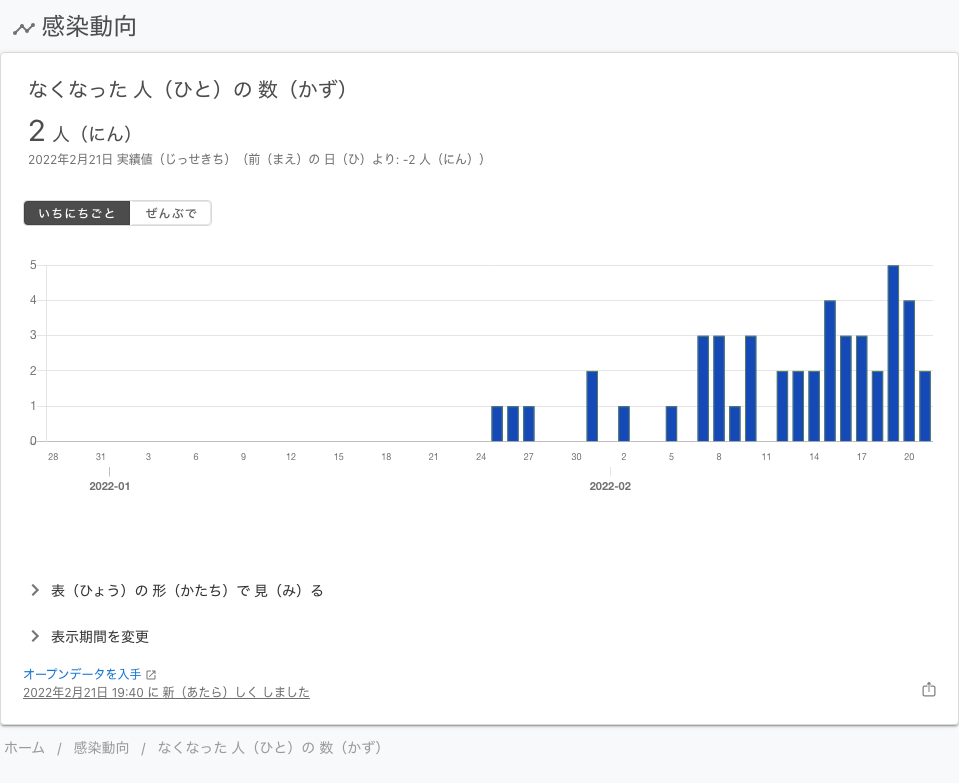 感染動向
なくなった 人（ひと）の 数（かず）
2 人（にん）
2022年2月21日 実績値（じっせきち）（前（まえ）の 日（ひ）より: -2 人（にん））
いちにちごと ぜんぶで
5
4
3
2
1
0
28 31 3 6 9 12 15 18 21 24 27 30 2 5 8 11 14 17 20
2022-01 2022-02
表（ひょう）の 形（かたち）で 見（み）る
表示期間を変更
オープンデータを入手
2022年2月21日 19:40 に 新（あたら）しく しました
ホーム / 感染動向 / なくなった 人（ひと）の 数（かず）